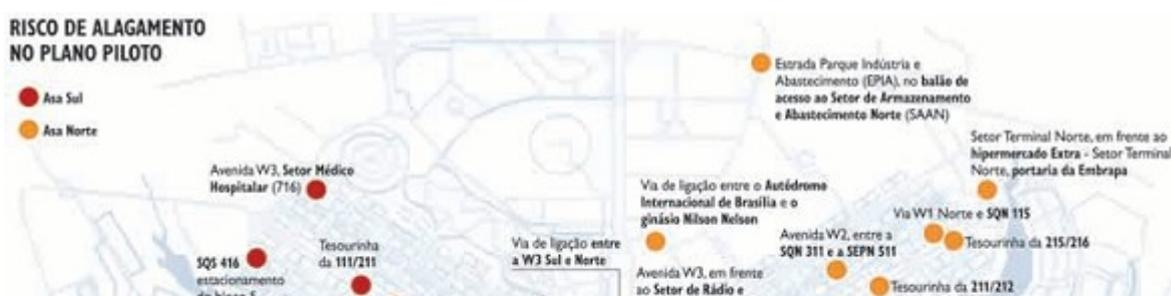 RISCO DE ALAGAMENTO
NO PLANO PILOTO
Asa Sul
Asa Norte
Estrada Parque Indústria e
Abastecimento (EPIA), no balão de
acesso ao Setor de Armazenamento
e Abastecimento Norte (SAAN)
Setor Terminal Norte, em frente ao
hipermercado Extra - Setor Terminal
Norte, portaria da Embrapa
Avenida W3, Setor Médico
Hospitalar (716)
Via de ligação entre o Autódromo
Internacional de Brasília e o
ginásio Nilson Nelson
Via W1 Norte e SQN 115
Tesourinha da 215/216
Avenida W2, entre a
SQN 311 e a SEPN 511
Via de ligação entre
a W3 Sul e Norte
Tesourinha
da 111/211
SQS 416
estacionamento
Avenida W3, em frente
ao Setor de Rádio e
Tesourinha da 211/212